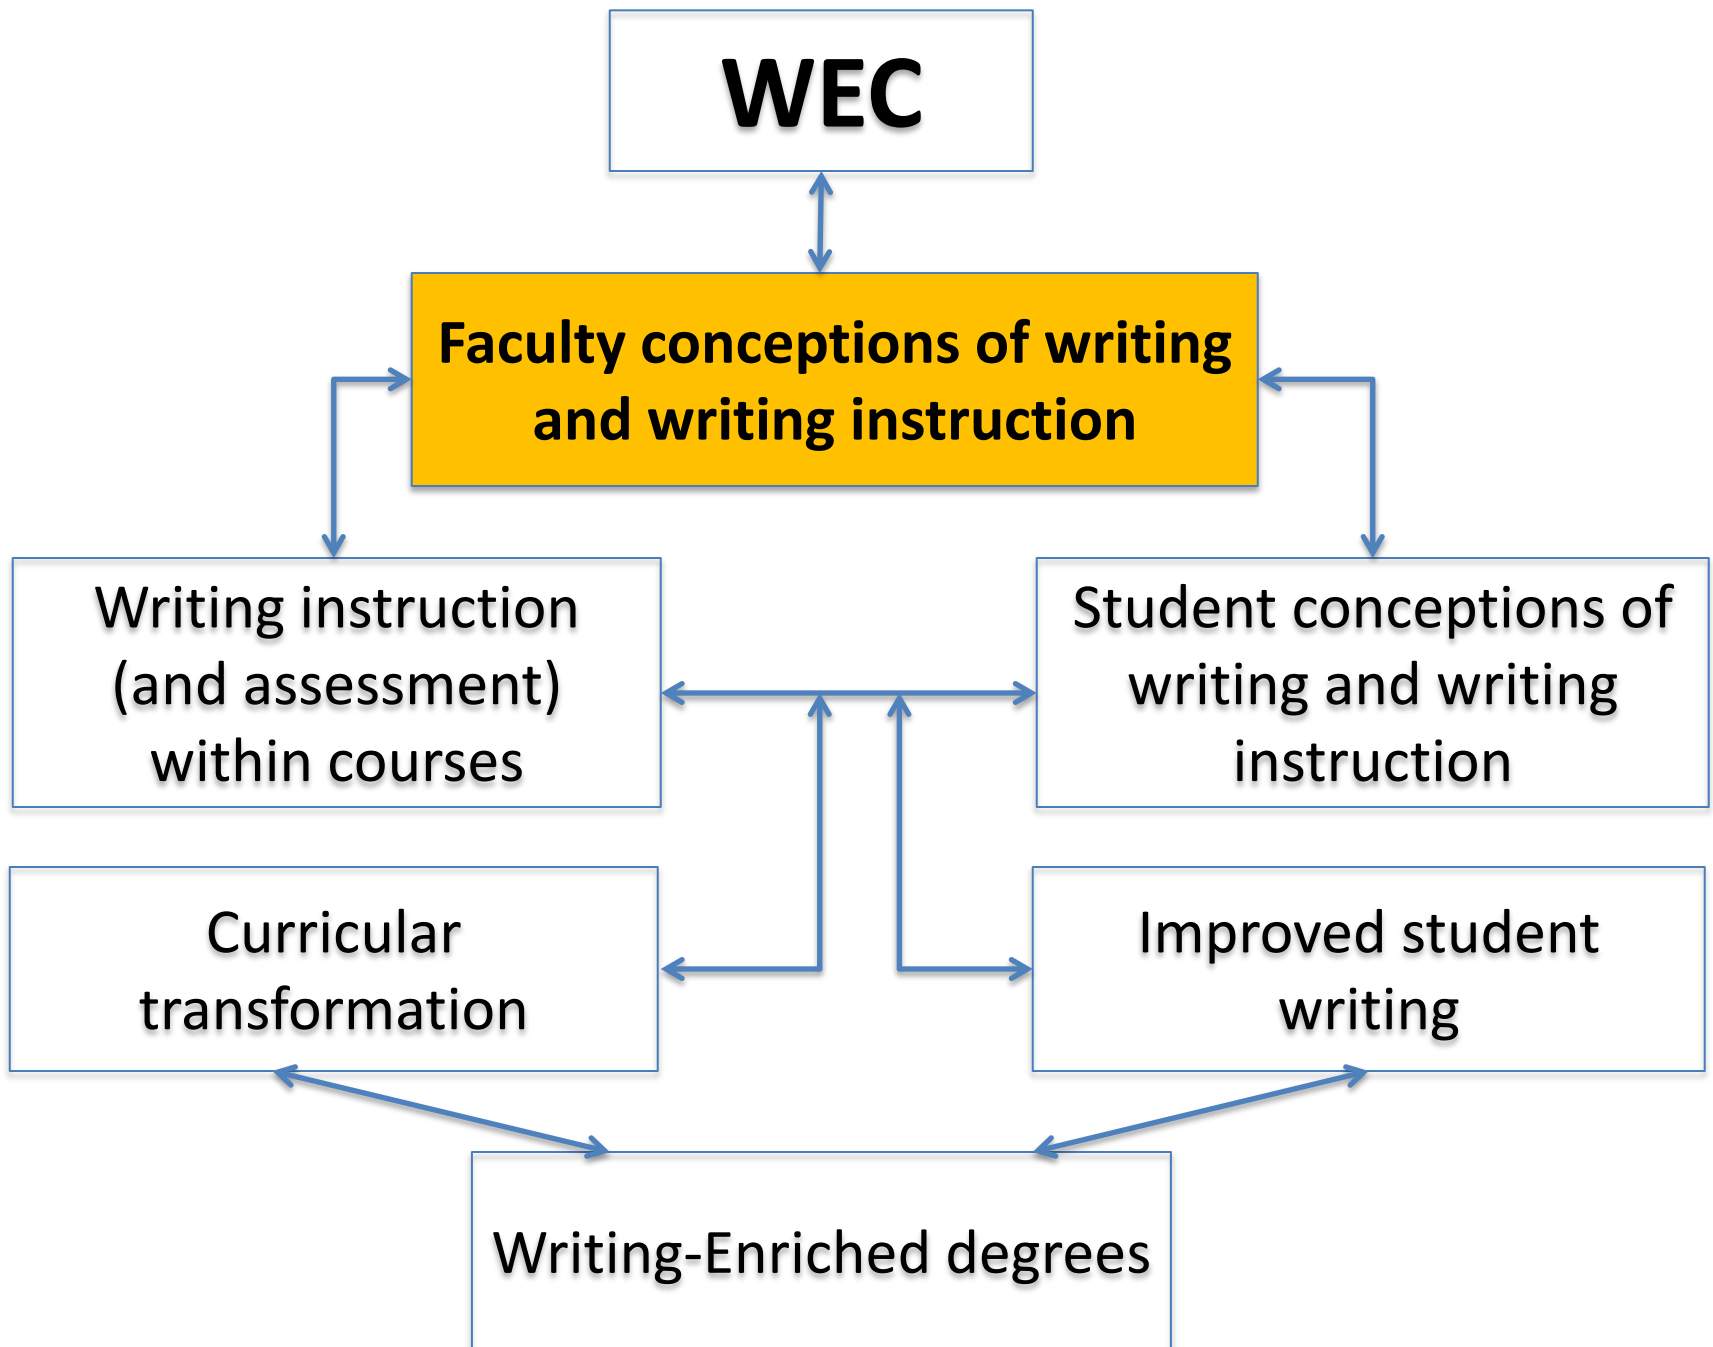 WEC
Faculty conceptions of writing
and writing instruction
Writing instruction
(and assessment)
within courses
Student conceptions of
writing and writing
instruction
Curricular
transformation
Improved student
writing
Writing-Enriched degrees